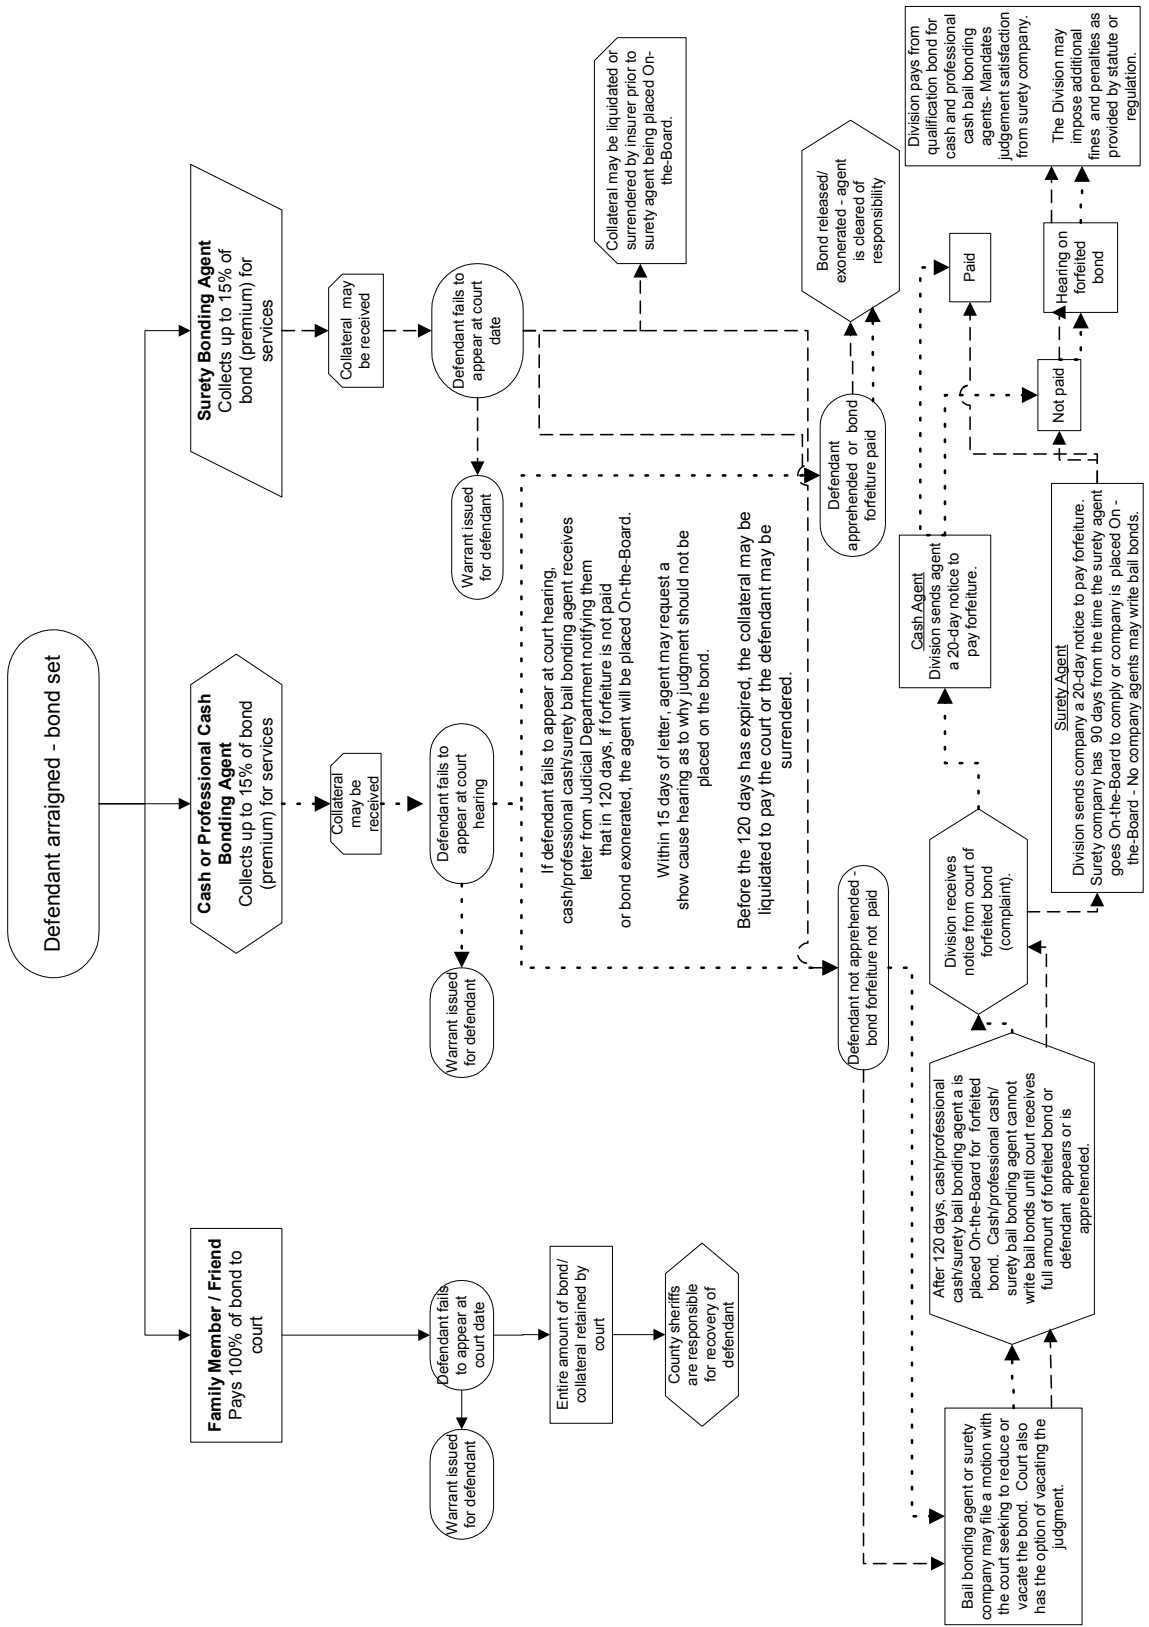 Defendant arraigned - bond set
Family Member / Friend
Pays 100% of bond to
court
Cash or Professional Cash
Bonding Agent
Collects up to 15% of bond
(premium) for services
Surety Bonding Agent
Collects up to 15% of
bond (premium) for
services
Collateral
may be
received
Collateral may
be received
Warrant issued
for defendant
Defendant fails
to appear at
court date
Warrant issued
for defendant
Defendant fails to
appear at court
hearing
Warrant issued
for defendant
Defendant fails to
appear at court
date
Entire amount of bond/
collateral retained by
court
County sheriffs
are responsible
for recovery of
defendant
If defendant fails to appear at court hearing,
cash/professional cash/surety bail bonding agent receives
letter from Judicial Department notifying them
that in 120 days, if forfeiture is not paid
or bond exonerated, the agent will be placed On-the-Board.
Within 15 days of letter, agent may request a
show cause hearing as to why judgment should not be
placed on the bond.
Before the 120 days has expired, the collateral may be
liquidated to pay the court or the defendant may be
surrendered.
Collateral may be liquidated or
surrendered by insurer prior to
surety agent being placed On-
the-Board.
Defendant not apprehended -
bond forfeiture not paid
Defendant
apprehended or bond
forfeiture paid
Bond released/
exonerated - agent
is cleared of
responsibility
Bail bonding agent or surety
company may file a motion with
the court seeking to reduce or
vacate the bond. Court also
has the option of vacating the
judgment.
After 120 days, cash/professional
cash/surety bail bonding agent a is
placed On-the-Board for forfeited
bond. Cash/professional cash/
surety bail bonding agent cannot
write bail bonds until court receives
full amount of forfeited bond or
defendant appears or is
apprehended.
Division receives
notice from court of
forfeited bond
(complaint).
Cash Agent
Division sends agent
a 20-day notice to
pay forfeiture.
Surety Agent
Division sends company a 20-day notice to pay forfeiture.
Surety company has 90 days from the time the surety agent
goes On-the-Board to comply or company is placed On -
the-Board - No company agents may write bail bonds.
Paid
Not paid
Hearing on
forfeited
bond
Division pays from
qualification bond for
cash and professional
cash bail bonding
agents- Mandates
judgement satisfaction
from surety company.
The Division may
impose additional
fines and penalties as
provided by statute or
regulation.